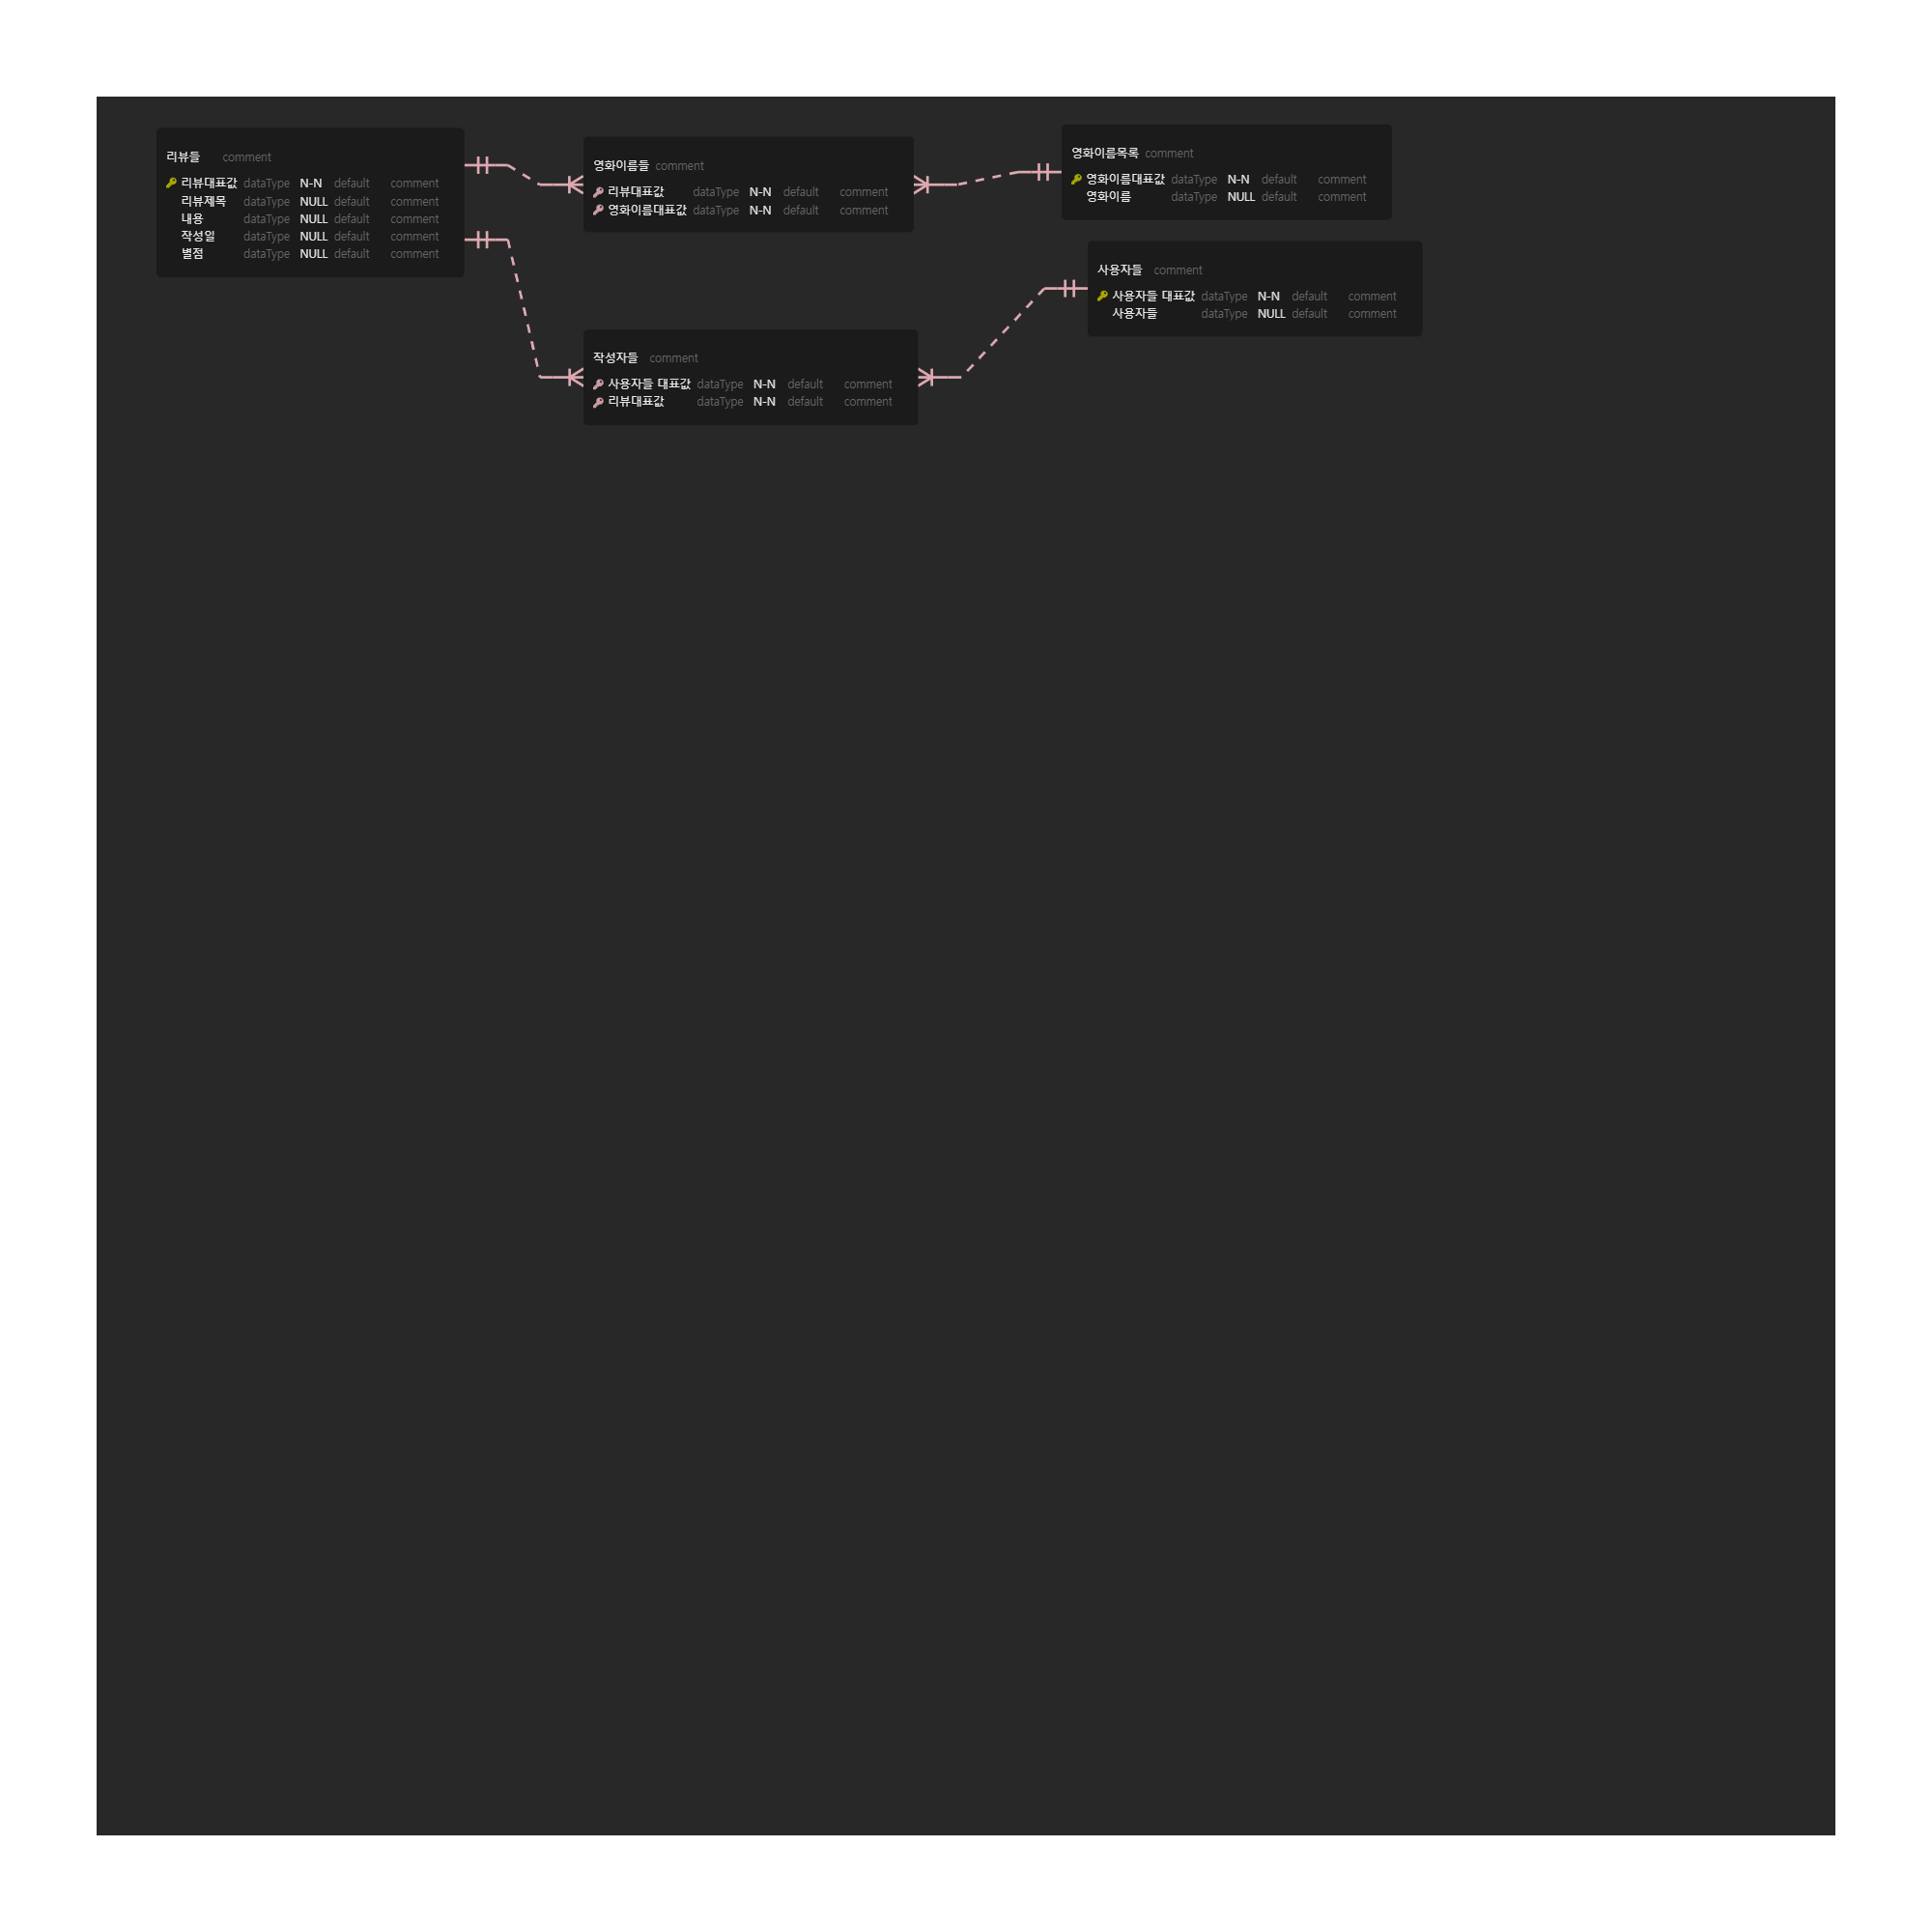 리뷰들 comment
리뷰대표값 dataType N-N default comment
리뷰제목 dataType NULL default comment
내용 dataType NULL default comment
작성일 dataType NULL default comment
별점 dataType NULL default comment
영화이름들 comment
리뷰대표값 dataType N-N default comment
영화이름대표값 dataType N-N default comment
영화이름목록 comment
영화이름대표값 dataType N-N default comment
영화이름 dataType NULL default comment
사용자들 comment
사용자들 대표값 dataType N-N default comment
사용자들 dataType NULL default comment
작성자들 comment
사용자들 대표값 dataType N-N default comment
리뷰대표값 dataType N-N default comment